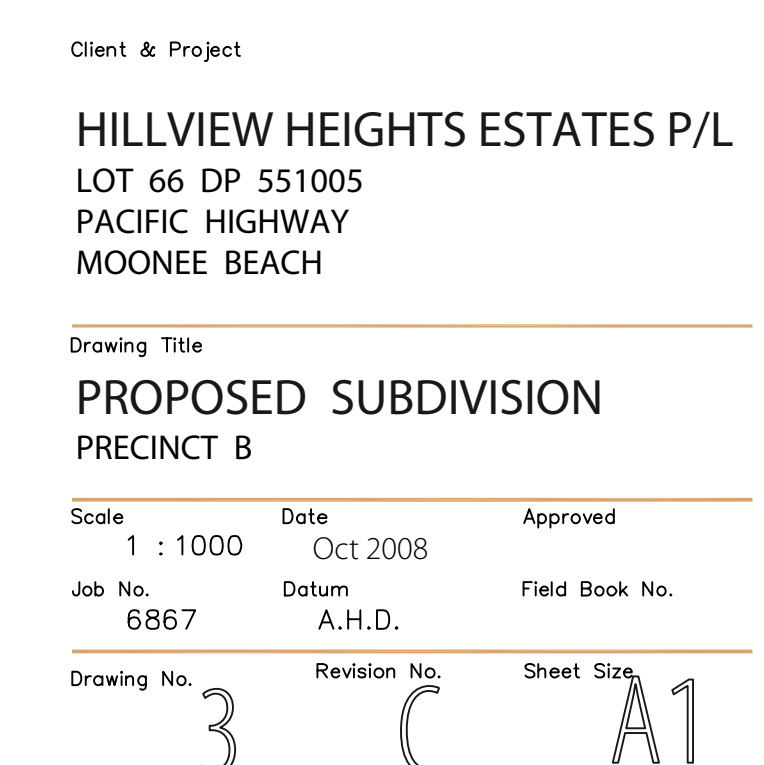 Client & Project
HILLVIEW HEIGHTS ESTATES P/L
LOT 66 DP 551005
PACIFIC HIGHWAY
MOONEE BEACH
Drawing Title
PROPOSED SUBDIVISION
PRECINCT B
Scale Date Approved
1 : 1000 Oct 2008
Job No. Datum Field Book No.
6867 A.H.D.
Drawing No. Revision No. Sheet Size
3 C A1